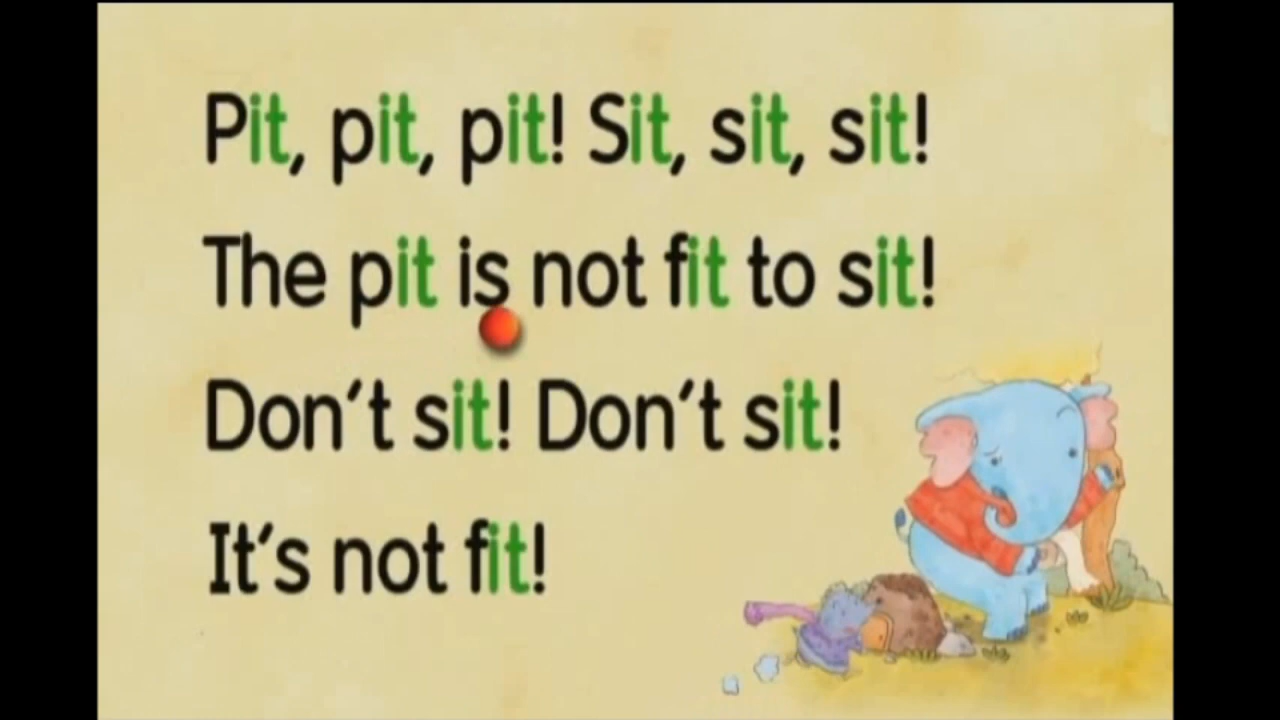 Pit, pit, pit! Sit, sit, sit!
The pit is not fit to sit!
Don't sit! Don't sit!
It's not fit!